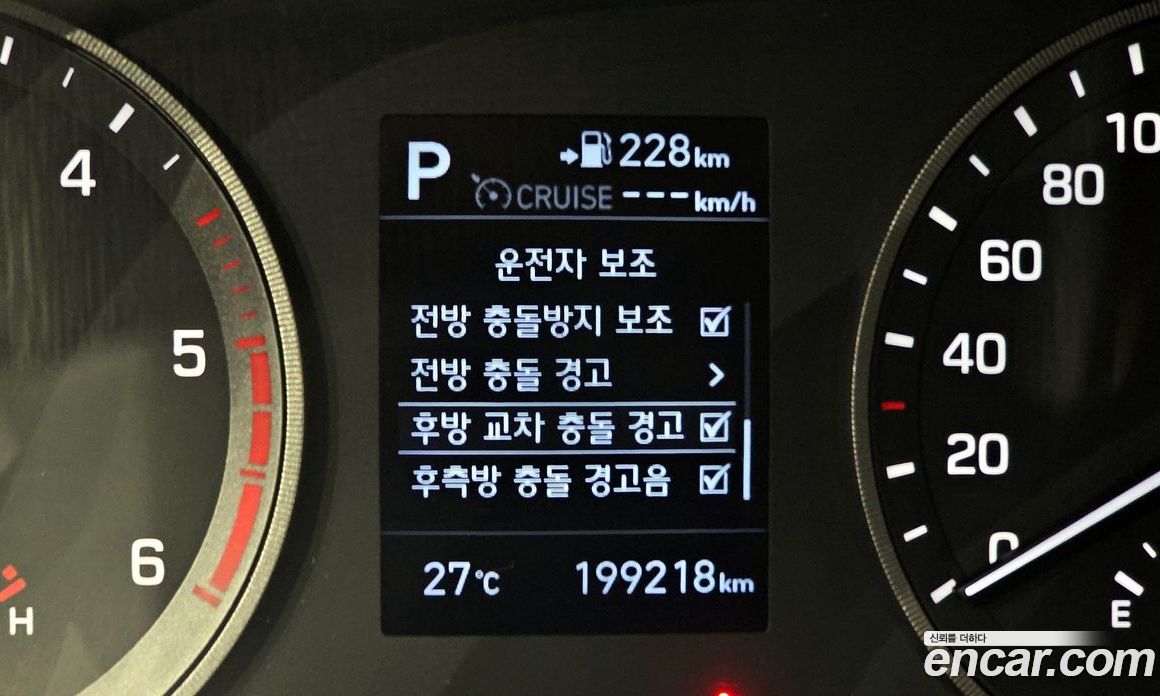 P 228km
CRUISE ---km/h
운전자 보조
전방 충돌방지 보조
전방 충돌 경고
후방 교차 충돌 경고
후측방 충돌 경고음
27℃ 199218km
4
5
6
H
100
80
60
40
20
0
E
신뢰를 더하다
encar.com